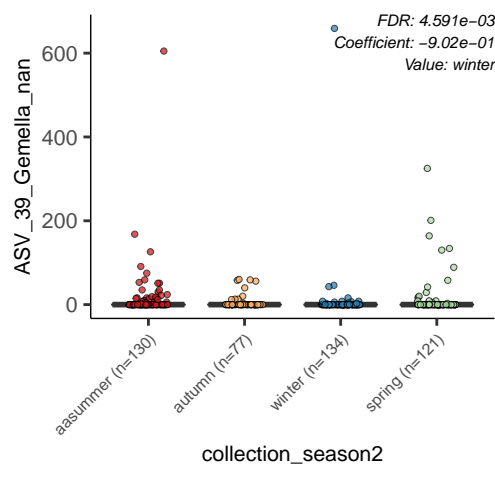 FDR: 4.591e−03
Coefficient: −9.02e−01
Value: winter
ASV_39_Gemella_nan
600
400
200
0
aasummer (n=130)
autumn (n=77)
winter (n=134)
spring (n=121)
collection_season2